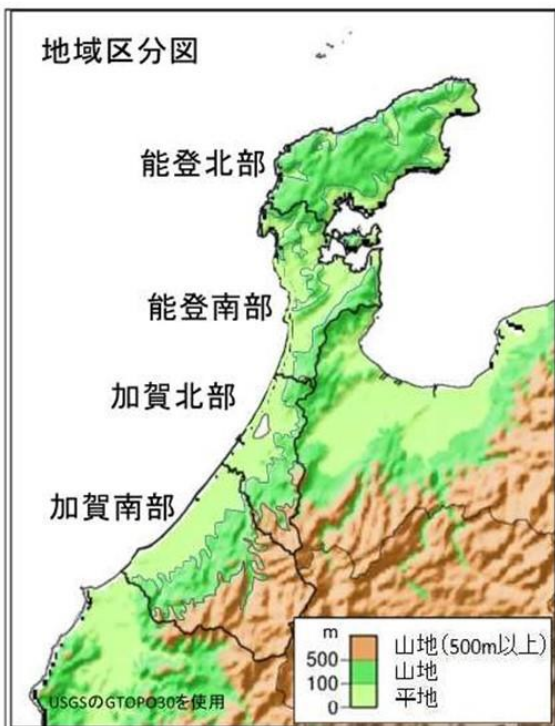 地域区分図
能登北部
能登南部
加賀北部
加賀南部
m
500 山地(500m以上)
山地
100 平地
0
USGSのGTOPO30を使用